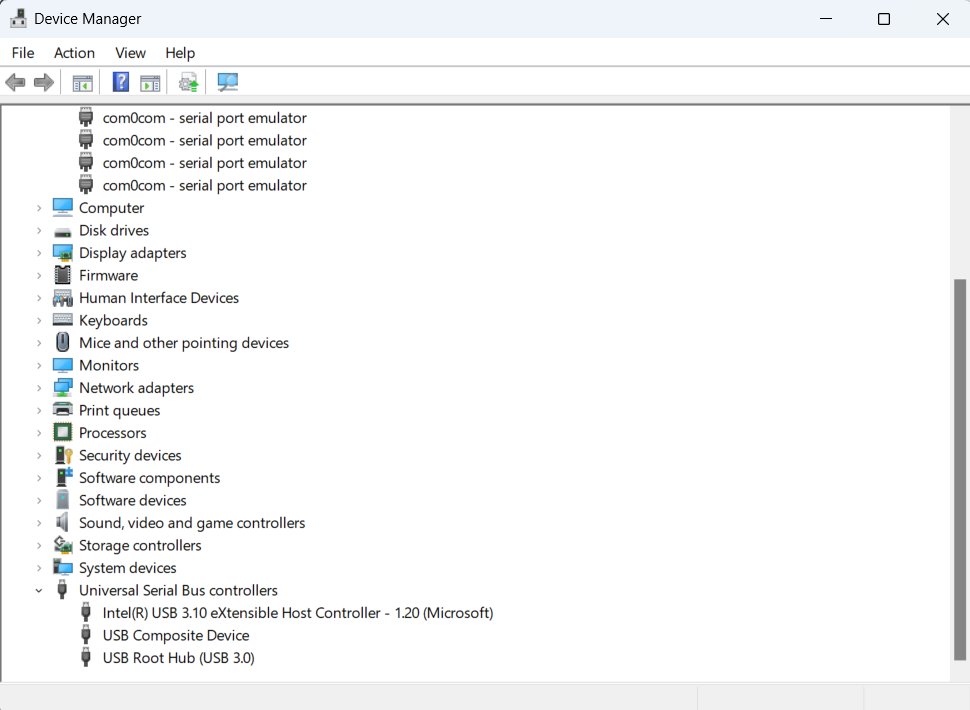 Device Manager
File Action View Help
com0com - serial port emulator
com0com - serial port emulator
com0com - serial port emulator
com0com - serial port emulator
Computer
Disk drives
Display adapters
Firmware
Human Interface Devices
Keyboards
Mice and other pointing devices
Monitors
Network adapters
Print queues
Processors
Security devices
Software components
Software devices
Sound, video and game controllers
Storage controllers
System devices
Universal Serial Bus controllers
Intel(R) USB 3.10 eXtensible Host Controller - 1.20 (Microsoft)
USB Composite Device
USB Root Hub (USB 3.0)